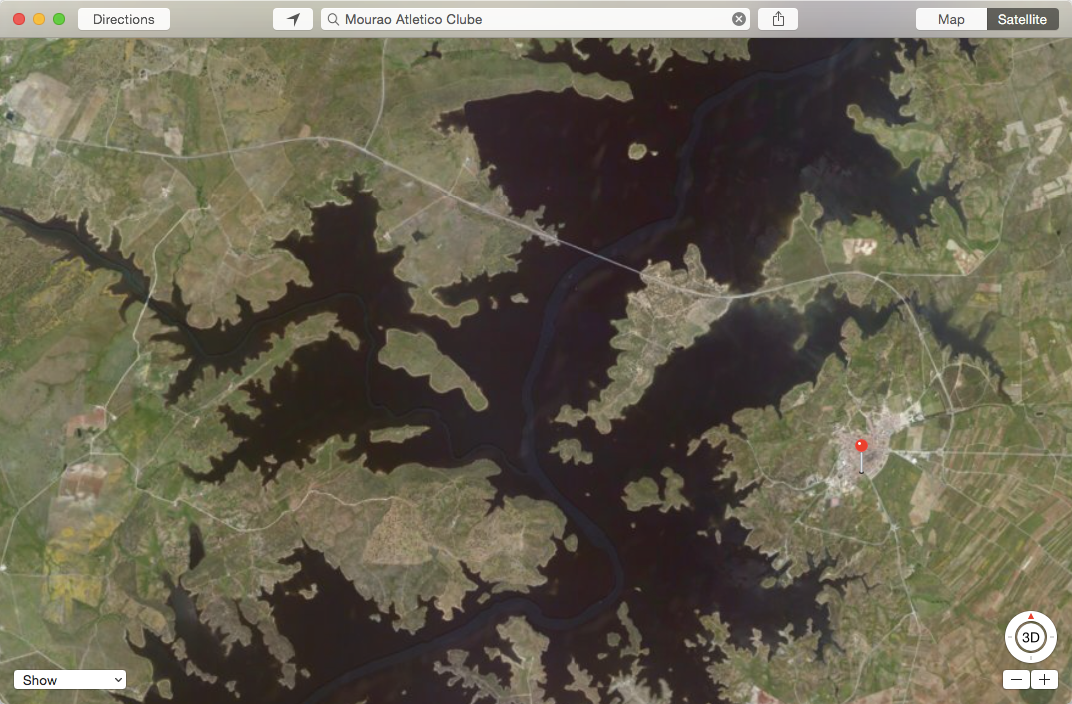 Directions
Mourao Atletico Clube
Map
Satellite
3D
Show